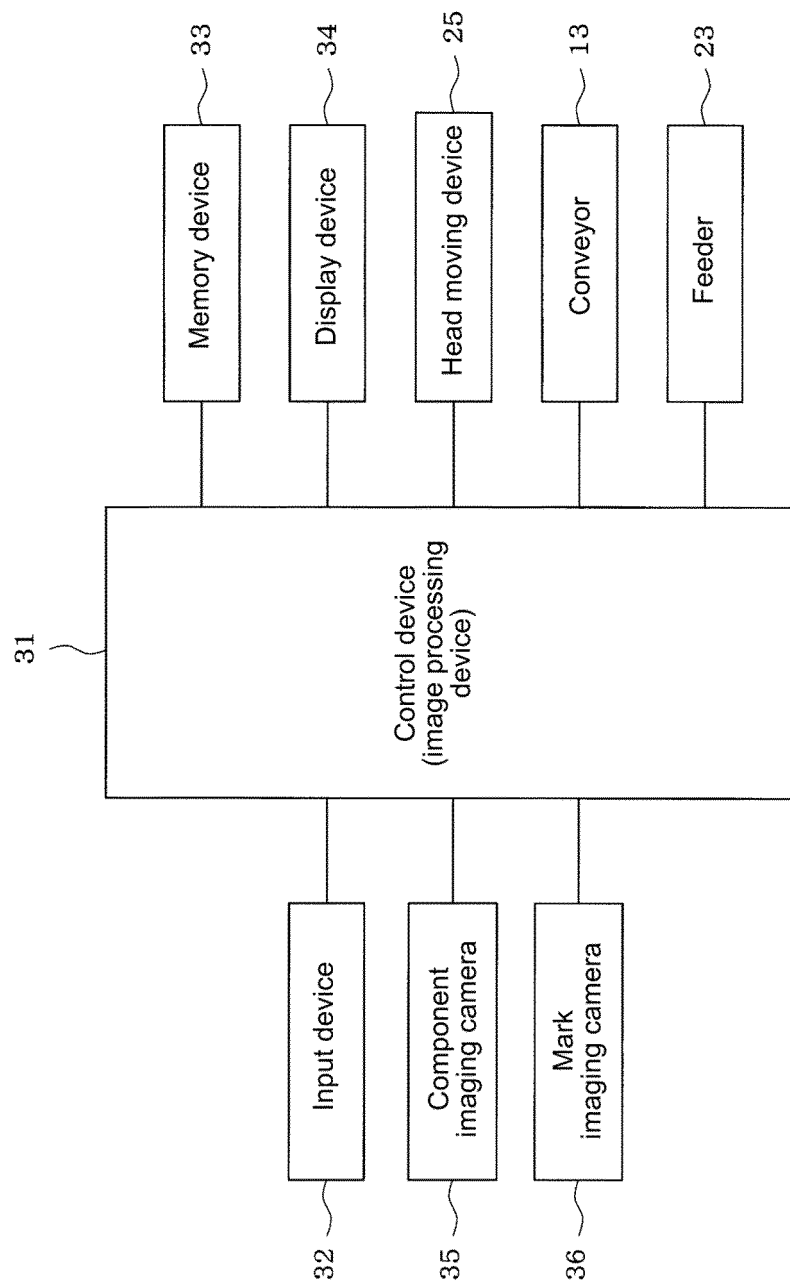 31
Control device
(image processing
device)
32
Input device
35
Component
imaging camera
36
Mark
imaging camera
Memory device
33
Display device
34
Head moving device
25
Conveyor
13
Feeder
23